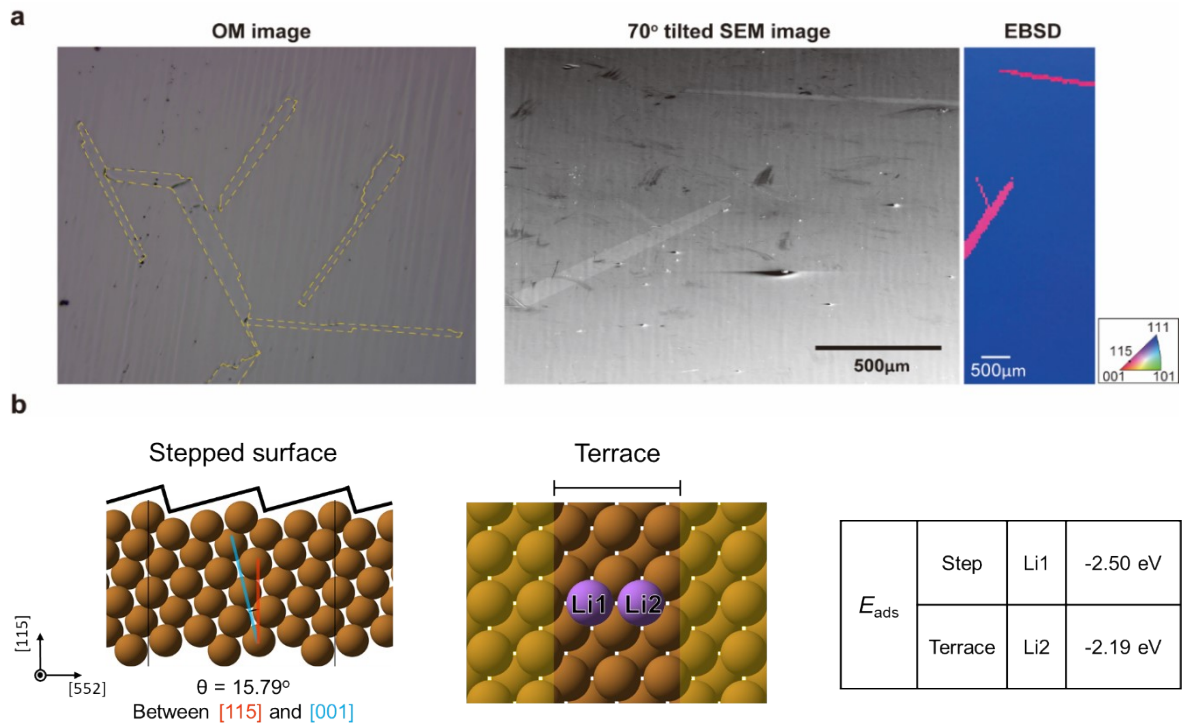 a
OM image
70° tilted SEM image
EBSD
500μm
500μm
111
115
001
101
b
Stepped surface
Terrace
[115]
[552]
θ = 15.79°
Between [115] and [001]
Li1 Li2
E_ads
Step Li1 -2.50 eV
Terrace Li2 -2.19 eV